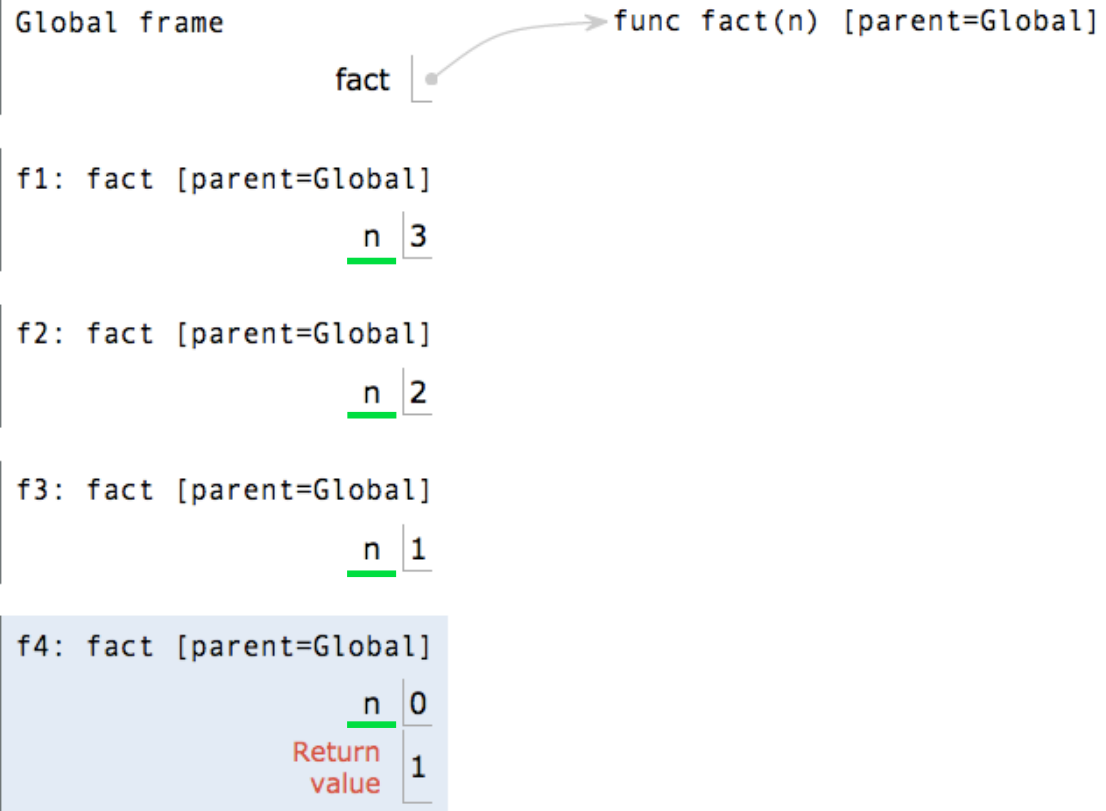 Global frame
func fact(n) [parent=Global]
fact
f1: fact [parent=Global]
n 3
f2: fact [parent=Global]
n 2
f3: fact [parent=Global]
n 1
f4: fact [parent=Global]
n 0
Return
value 1